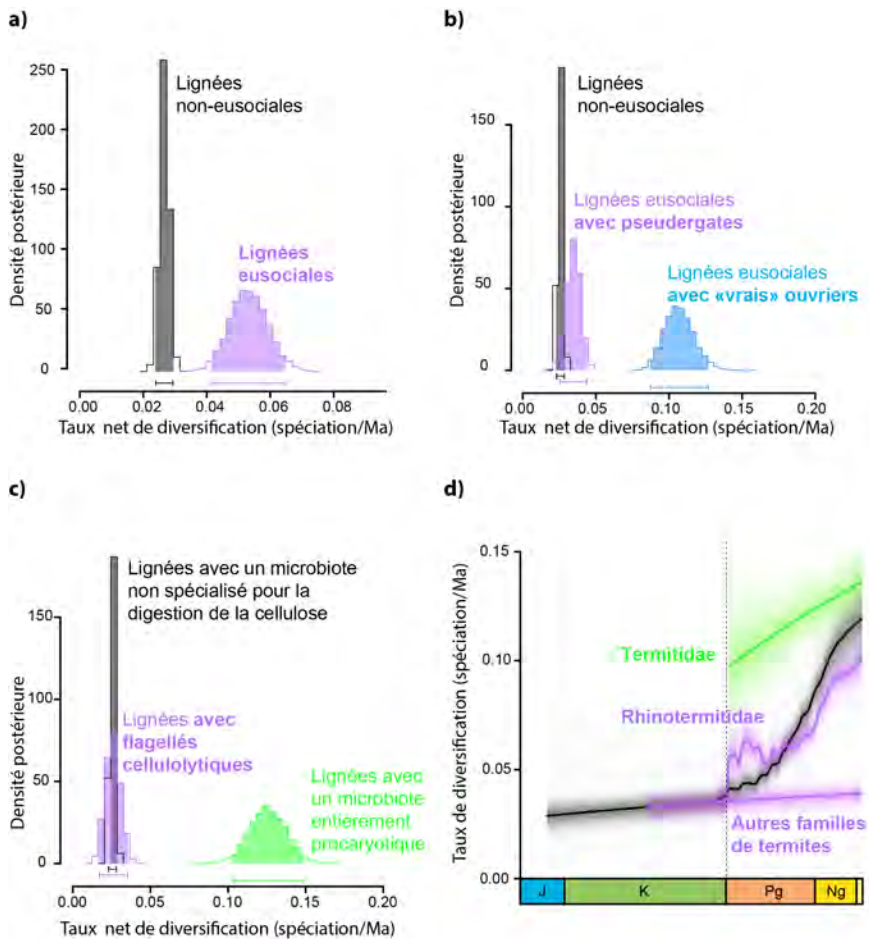 a)
250
200
150
100
50
0
Densité postérieure
Lignées
non-eusociales
Lignées
eusociales
0.00 0.02 0.04 0.06 0.08
Taux net de diversification (spéciation/Ma)
b)
150
100
50
0
Densité postérieure
Lignées
non-eusociales
Lignées eusociales
avec pseudergates
Lignées eusociales
avec «vrais» ouvriers
0.00 0.05 0.10 0.15 0.20
Taux net de diversification (spéciation/Ma)
c)
150
100
50
0
Densité postérieure
Lignées avec un microbiote
non spécialisé pour la
digestion de la cellulose
Lignées avec
flagellés
cellulolytiques
Lignées avec
un microbiote
entièrement
procaryotique
0.00 0.05 0.10 0.15 0.20
Taux net de diversification (spéciation/Ma)
d)
0.15
0.10
0.05
0.00
Taux de diversification (spéciation/Ma)
Termitidae
Rhinotermitidae
Autres familles
de termites
J K Pg Ng